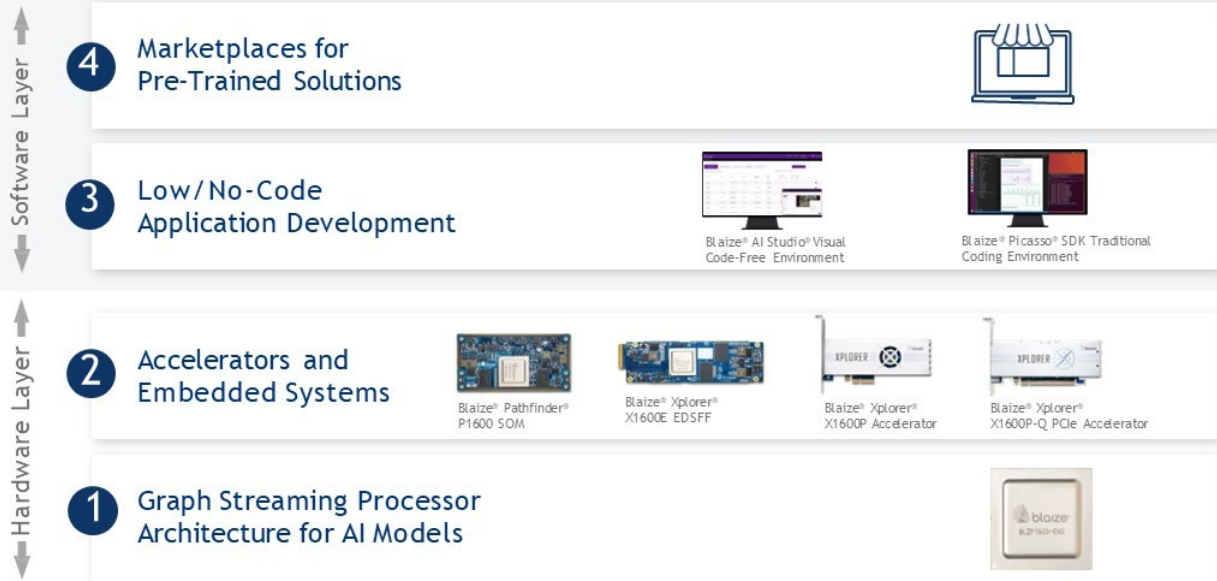 Software Layer
4
Marketplaces for
Pre-Trained Solutions
3
Low/No-Code
Application Development
Blaize® AI Studio® Visual
Code-Free Environment
Blaize® Picasso® SDK Traditional
Coding Environment
Hardware Layer
2
Accelerators and
Embedded Systems
Blaize® Pathfinder®
P1600 SOM
Blaize® Xplorer®
X1600E EDSFF
XPLORER
Blaize® Xplorer®
X1600P Accelerator
XPLORER
Blaize® Xplorer®
X1600P-Q PCIe Accelerator
1
Graph Streaming Processor
Architecture for AI Models
blaize
BLZP1600-ENG